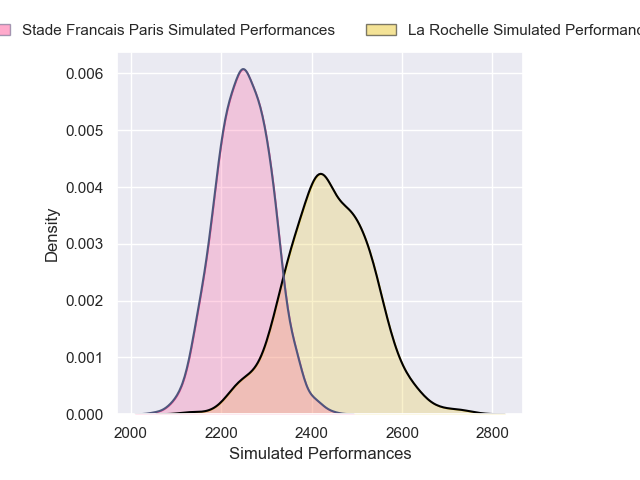 Stade Francais Paris Simulated Performances
La Rochelle Simulated
0.006
0.005
0.004
0.003
0.002
0.001
0.000
Density
2000 2200 2400 2600 2800
Simulated Performances